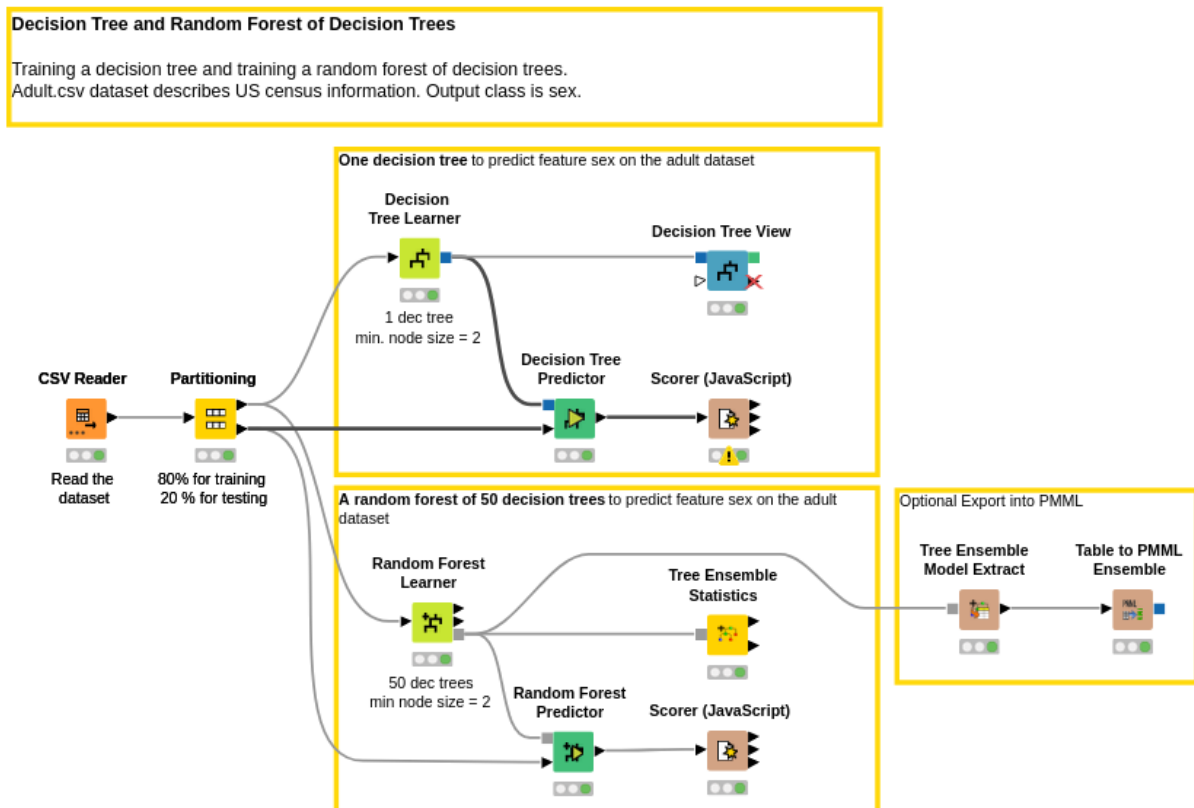 Decision Tree and Random Forest of Decision Trees
Training a decision tree and training a random forest of decision trees.
Adult.csv dataset describes US census information. Output class is sex.
One decision tree to predict feature sex on the adult dataset
Decision
Tree Learner
1 dec tree
min. node size = 2
Decision Tree View
Decision Tree
Predictor
Scorer (JavaScript)
CSV Reader
Read the
dataset
Partitioning
80% for training
20 % for testing
A random forest of 50 decision trees to predict feature sex on the adult
dataset
Random Forest
Learner
50 dec trees
min node size = 2
Tree Ensemble
Statistics
Random Forest
Predictor
Scorer (JavaScript)
Optional Export into PMML
Tree Ensemble
Model Extract
Table to PMML
Ensemble
PMML